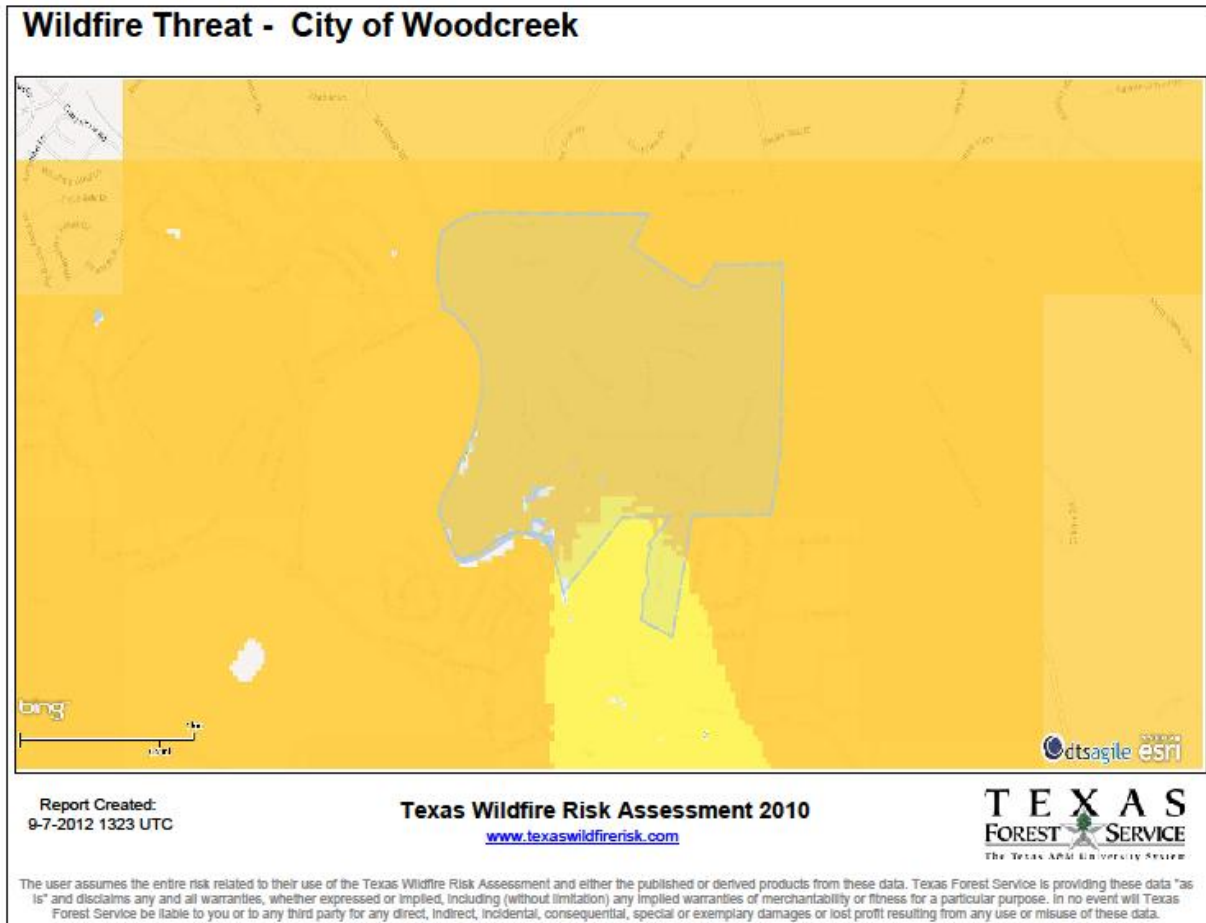 Wildfire Threat - City of Woodcreek
bing
dtsagile
esri
Report Created:
9-7-2012 1323 UTC
Texas Wildfire Risk Assessment 2010
www.texaswildfirerisk.com
TEXAS
FOREST SERVICE
The Texas A&M University System
The user assumes the entire risk related to their use of the Texas Wildfire Risk Assessment and either the published or derived products from these data. Texas Forest Service is providing these data "as
is" and disclaims any and all warranties, whether expressed or implied, including (without limitation) any implied warranties of merchantability or fitness for a particular purpose. In no event will Texas
Forest Service be liable to you or to any third party for any direct, indirect, incidental, consequential, special or exemplary damages or lost profit resulting from any use or misuse of these data.